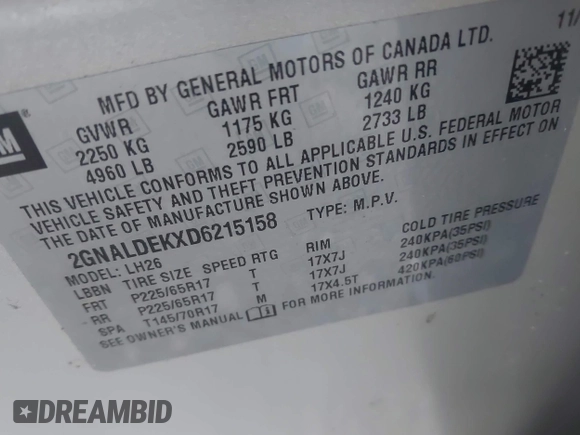 11/
GM
MFD BY GENERAL MOTORS OF CANADA LTD.
GVWR GAWR FRT GAWR RR
2250 KG 1175 KG 1240 KG
4960 LB 2590 LB 2733 LB
THIS VEHICLE CONFORMS TO ALL APPLICABLE U.S. FEDERAL MOTOR
VEHICLE SAFETY AND THEFT PREVENTION STANDARDS IN EFFECT ON
THE DATE OF MANUFACTURE SHOWN ABOVE.
2GNALDEKXD6215158 TYPE: M.P.V.
MODEL: LH26
LBBN TIRE SIZE SPEED RTG RIM COLD TIRE PRESSURE
FRT P225/65R17 T 17X7J 240KPA(35PSI)
RR P225/65R17 T 17X7J 240KPA(35PSI)
SPA T145/70R17 M 17X4.5T 420KPA(60PSI)
SEE OWNER'S MANUAL FOR MORE INFORMATION.
DREAMBID